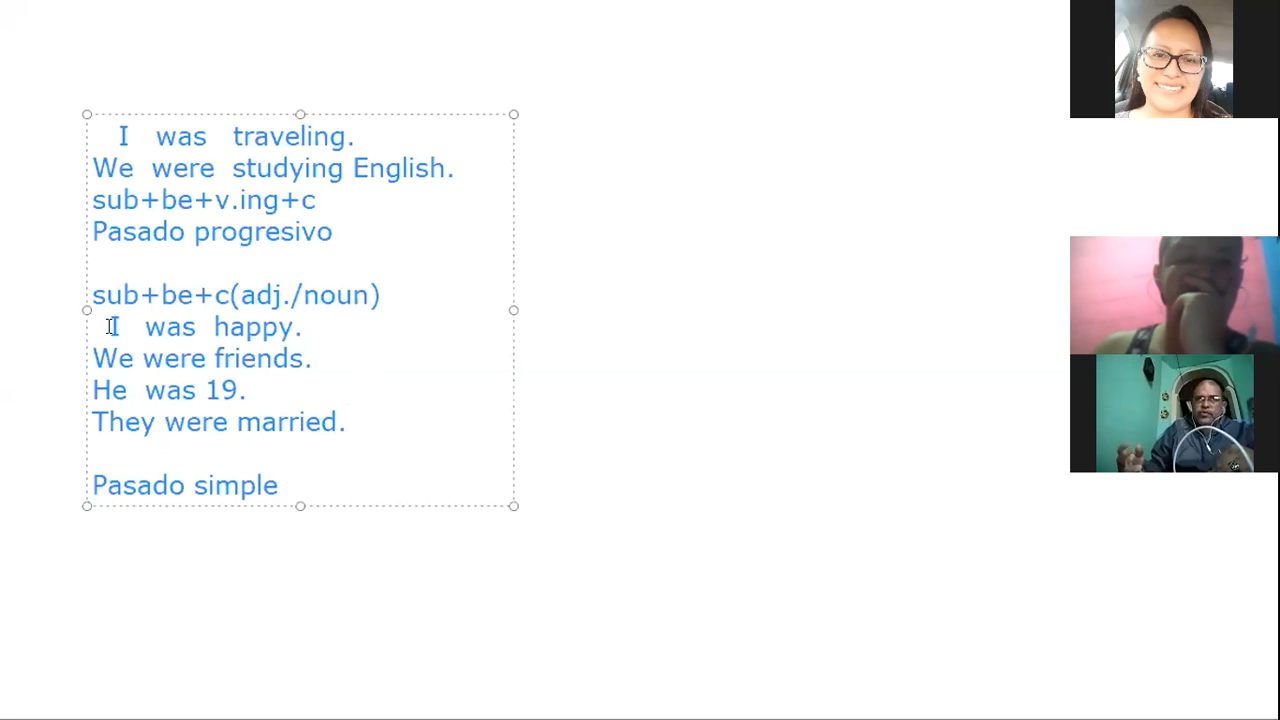 I was traveling.
We were studying English.
sub+be+v.ing+c
Pasado progresivo
sub+be+c(adj./noun)
I was happy.
We were friends.
He was 19.
They were married.
Pasado simple